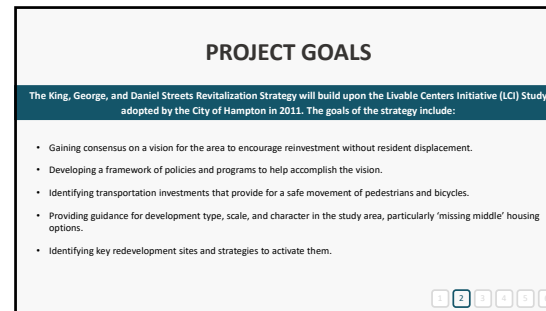 PROJECT GOALS
The King, George, and Daniel Streets Revitalization Strategy will build upon the Livable Centers Initiative (LCI) Study
adopted by the City of Hampton in 2011. The goals of the strategy include:
• Gaining consensus on a vision for the area to encourage reinvestment without resident displacement.
• Developing a framework of policies and programs to help accomplish the vision.
• Identifying transportation investments that provide for a safe movement of pedestrians and bicycles.
• Providing guidance for development type, scale, and character in the study area, particularly ‘missing middle’ housing
options.
• Identifying key redevelopment sites and strategies to activate them.
1 2 3 4 5